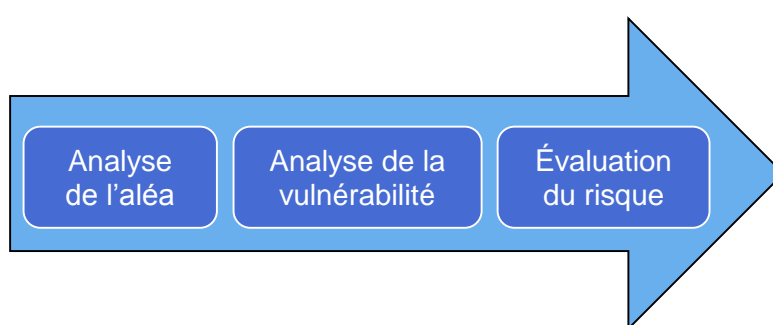 Analyse
de l’aléa
Analyse de la
vulnérabilité
Évaluation
du risque